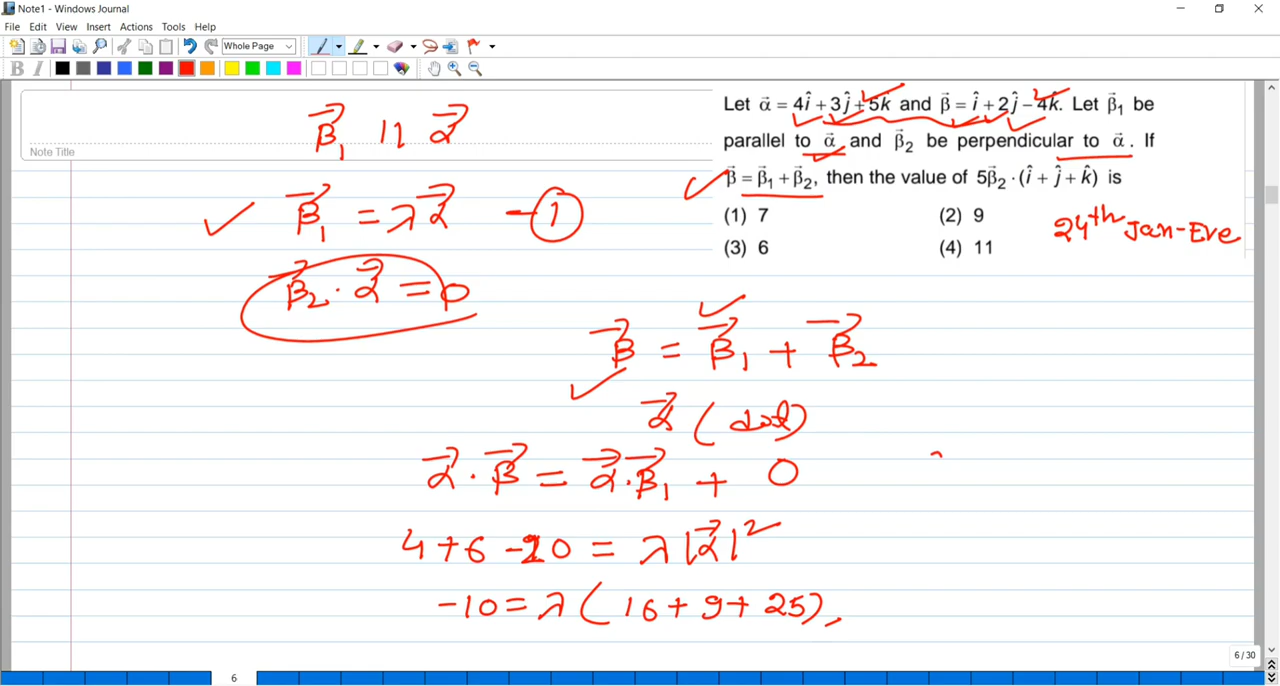 Note1 - Windows Journal
File Edit View Insert Actions Tools Help
Whole Page
B I
Note Title
Let α⃗ = 4î + 3ĵ + 5k̂ and β⃗ = î + 2ĵ − 4k̂. Let β⃗₁ be
parallel to α⃗ and β⃗₂ be perpendicular to α⃗. If
β⃗ = β⃗₁ + β⃗₂, then the value of 5β⃗₂ · (î + ĵ + k̂) is
(1) 7 (2) 9
(3) 6 (4) 11
24th Jan-Eve
β⃗₁ || α⃗
β⃗₁ = λα⃗ - ①
β⃗₂ · α⃗ = 0
β⃗ = β⃗₁ + β⃗₂
α⃗ (dot)
α⃗ · β⃗ = α⃗ · β⃗₁ + 0
4 + 6 - 20 = λ|α⃗|²
-10 = λ(16 + 9 + 25)
6 / 30
6